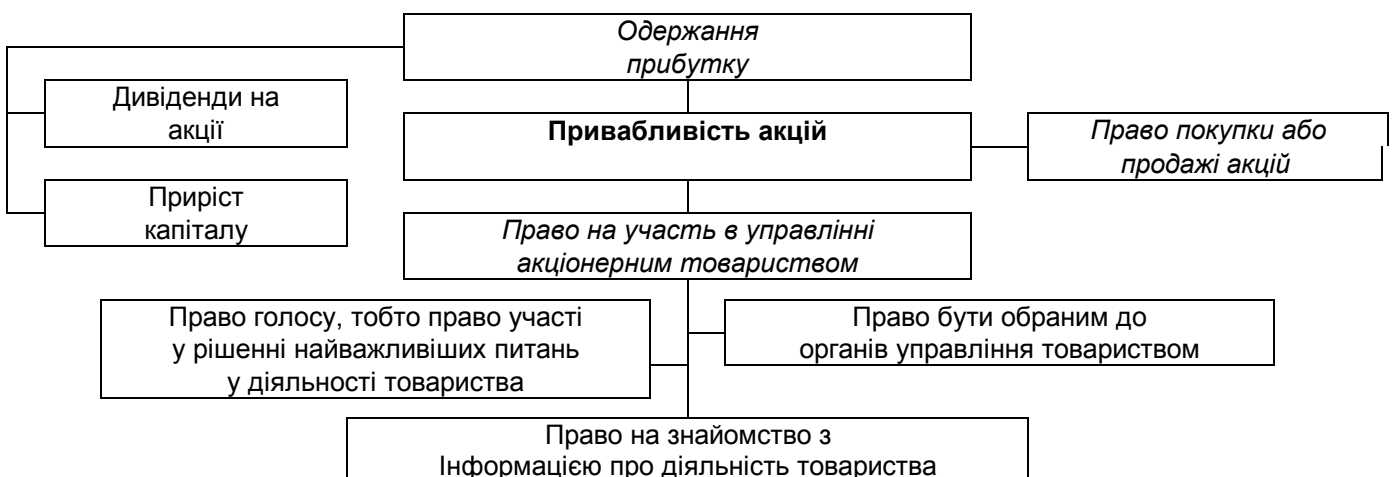 Одержання
прибутку
Дивіденди на
акції
Привабливість акцій
Право покупки або
продажі акцій
Приріст
капіталу
Право на участь в управлінні
акціонерним товариством
Право голосу, тобто право участі
у рішенні найважливіших питань
у діяльності товариства
Право бути обраним до
органів управління товариством
Право на знайомство з
Інформацією про діяльність товариства